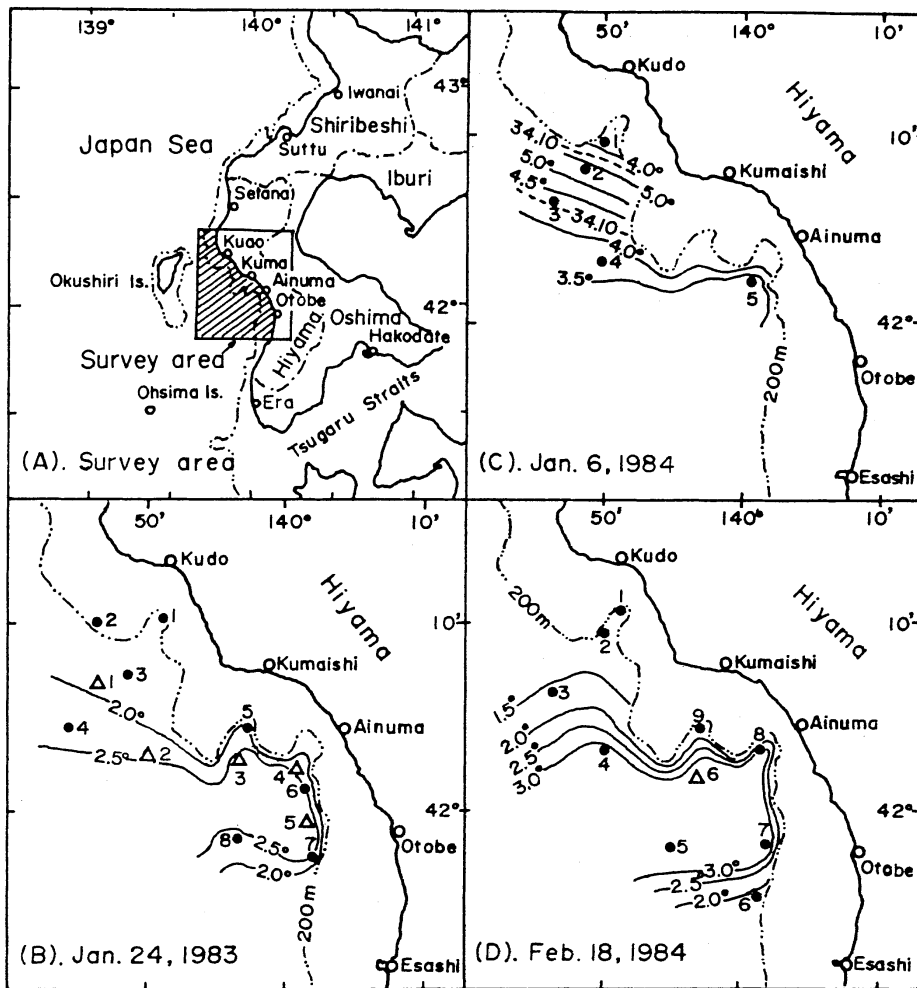 139°
140°
141°
43°
Iwanai
Japan Sea
Shiribeshi
Suttu
Iburi
Setanai
Kudo
Kuma
Ainuma
Otobe
Okushiri Is.
42°
Oshima
Hiyama
Hakodate
Survey area
Ohsima Is.
Era
Tsugaru Straits
(A). Survey area
50'
140°
10'
Kudo
Hiyama
10'
34.10
4.0°
1
5.0°
2
5.0°
Kumaishi
4.5°
3
34.10
Ainuma
4.0°
4
3.5°
5
42°
200m
Otobe
(C). Jan. 6, 1984
Esashi
50'
140°
10'
Kudo
Hiyama
1
2
10'
Kumaishi
3
1
2.0°
5
Ainuma
4
2.5°
2
3
4
6
42°
5
8
2.5°
7
Otobe
2.0°
200m
(B). Jan. 24, 1983
Esashi
50'
140°
10'
Kudo
Hiyama
200m
1
10'
2
Kumaishi
3
1.5°
9
Ainuma
2.0°
8
2.5°
4
6
3.0°
42°
5
7
Otobe
3.0°
2.5
2.0°
6
(D). Feb. 18, 1984
Esashi